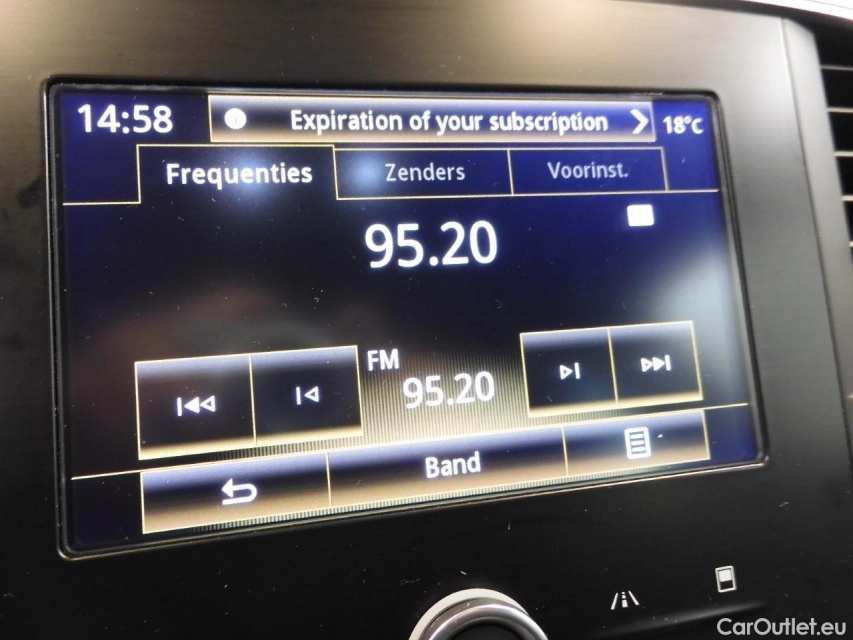 14:58
Expiration of your subscription
18°C
Frequenties
Zenders
Voorinst.
95.20
FM
95.20
Band
CarOutlet.eu